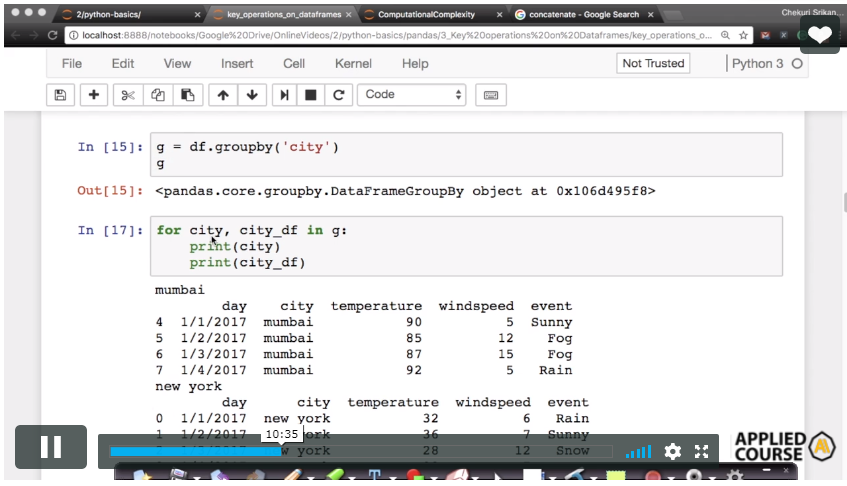 2/python-basics/
key_operations_on_dataframes
ComputationalComplexity
concatenate - Google Search
Chekuri Srikan...
localhost:8888/notebooks/Google%20Drive/OnlineVideos/2/python-basics/pandas/3_Key%20operations%20on%20Dataframes/key_operations_o...
File Edit View Insert Cell Kernel Help
Not Trusted
Python 3
Code
In [15]: g = df.groupby('city')
g
Out[15]: <pandas.core.groupby.DataFrameGroupBy object at 0x106d495f8>
In [17]: for city, city_df in g:
print(city)
print(city_df)
mumbai
day city temperature windspeed event
4 1/1/2017 mumbai 90 5 Sunny
5 1/2/2017 mumbai 85 12 Fog
6 1/3/2017 mumbai 87 15 Fog
7 1/4/2017 mumbai 92 5 Rain
new york
day city temperature windspeed event
0 1/1/2017 new york 32 6 Rain
1 1/2/2017 york 36 7 Sunny
28 12 Snow
10:35
APPLIED
COURSE